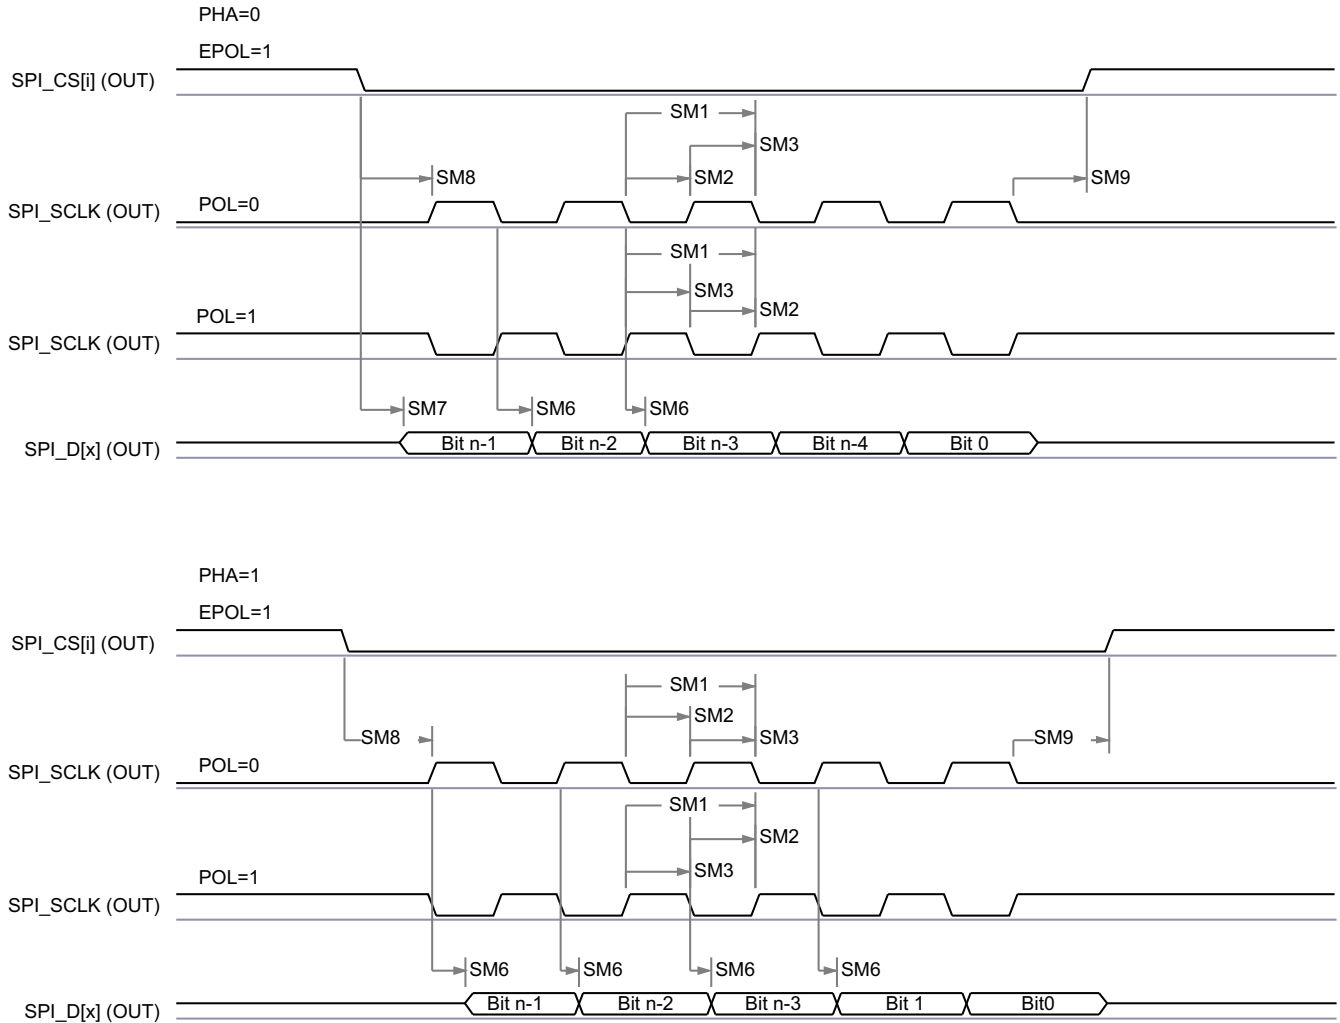 PHA=0
EPOL=1
SPI_CS[i] (OUT)
SM1
SM3
SM8
SM2
SM9
SPI_SCLK (OUT)
POL=0
SM1
SM3
SM2
POL=1
SPI_SCLK (OUT)
SM7
SM6
SM6
SPI_D[x] (OUT)
Bit n-1
Bit n-2
Bit n-3
Bit n-4
Bit 0
PHA=1
EPOL=1
SPI_CS[i] (OUT)
SM1
SM2
SM8
SM3
SM9
SPI_SCLK (OUT)
POL=0
SM1
SM2
SM3
POL=1
SPI_SCLK (OUT)
SM6
SM6
SM6
SM6
SPI_D[x] (OUT)
Bit n-1
Bit n-2
Bit n-3
Bit 1
Bit0